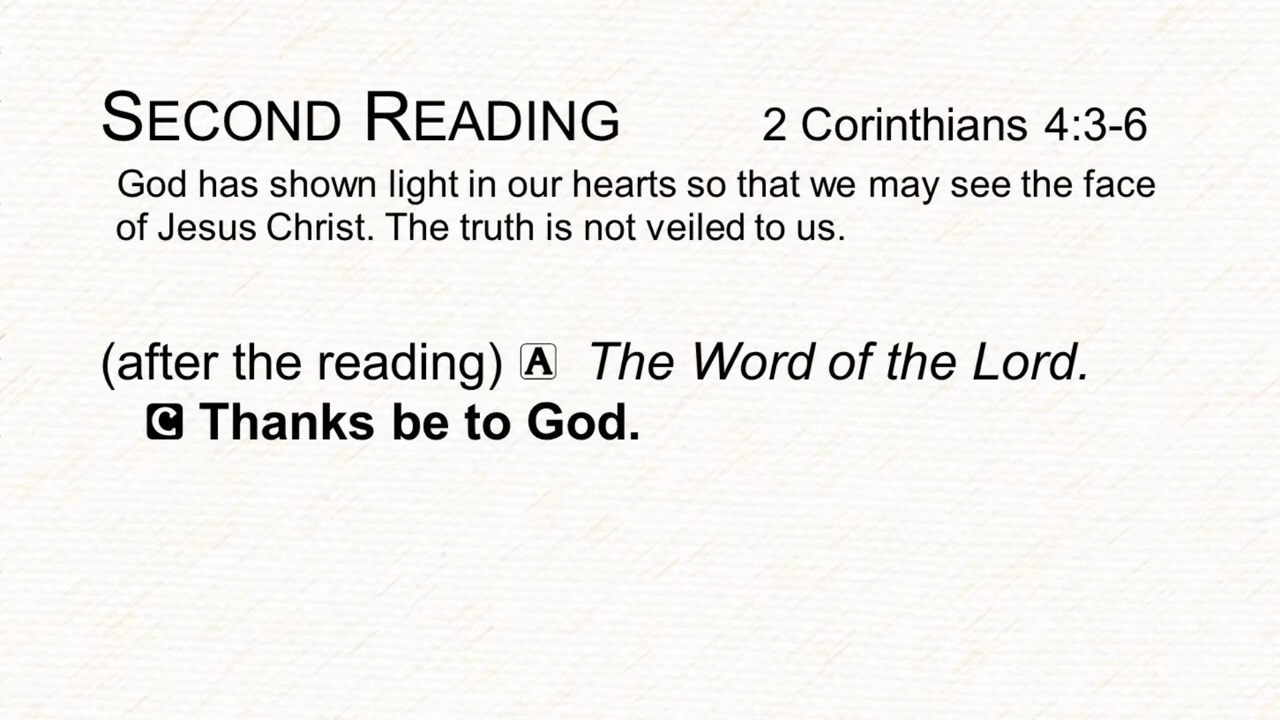 SECOND READING 2 Corinthians 4:3-6
God has shown light in our hearts so that we may see the face
of Jesus Christ. The truth is not veiled to us.
(after the reading) A The Word of the Lord.
C Thanks be to God.